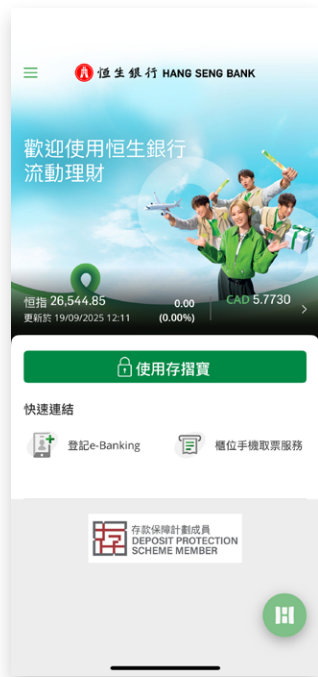 恒生銀行 HANG SENG BANK
歡迎使用恒生銀行
流動理財
恒指 26,544.85 0.00 CAD 5.7730
更新於 19/09/2025 12:11 (0.00%)
使用存摺寶
快速連結
登記e-Banking 櫃位手機取票服務
存款保障計劃成員
DEPOSIT PROTECTION
SCHEME MEMBER